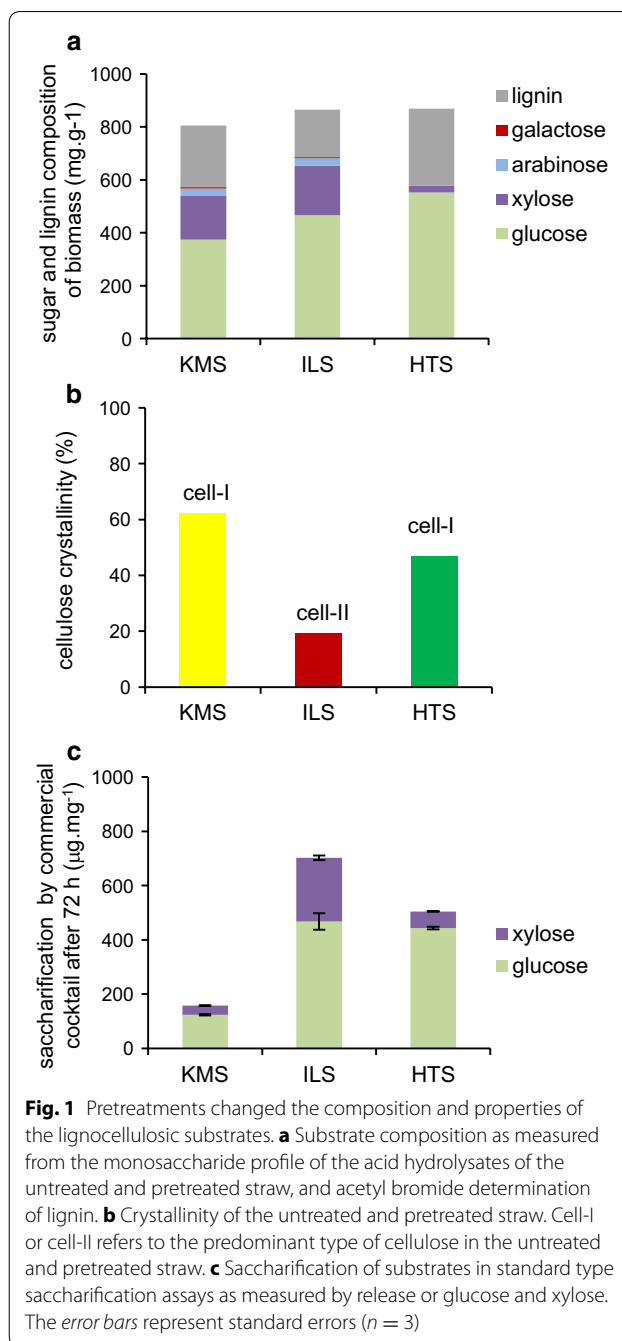 a
sugar and lignin composition
of biomass (mg.g-1)
1000
800
600
400
200
0
KMS ILS HTS
lignin
galactose
arabinose
xylose
glucose
b
cellulose crystallinity (%)
100
80
60
40
20
0
cell-I
cell-II
cell-I
KMS ILS HTS
c
saccharification by commercial
cocktail after 72 h (µg.mg-1)
1000
800
600
400
200
0
KMS ILS HTS
xylose
glucose
Fig. 1 Pretreatments changed the composition and properties of
the lignocellulosic substrates. a Substrate composition as measured
from the monosaccharide profile of the acid hydrolysates of the
untreated and pretreated straw, and acetyl bromide determination
of lignin. b Crystallinity of the untreated and pretreated straw. Cell-I
or cell-II refers to the predominant type of cellulose in the untreated
and pretreated straw. c Saccharification of substrates in standard type
saccharification assays as measured by release or glucose and xylose.
The error bars represent standard errors (n = 3)